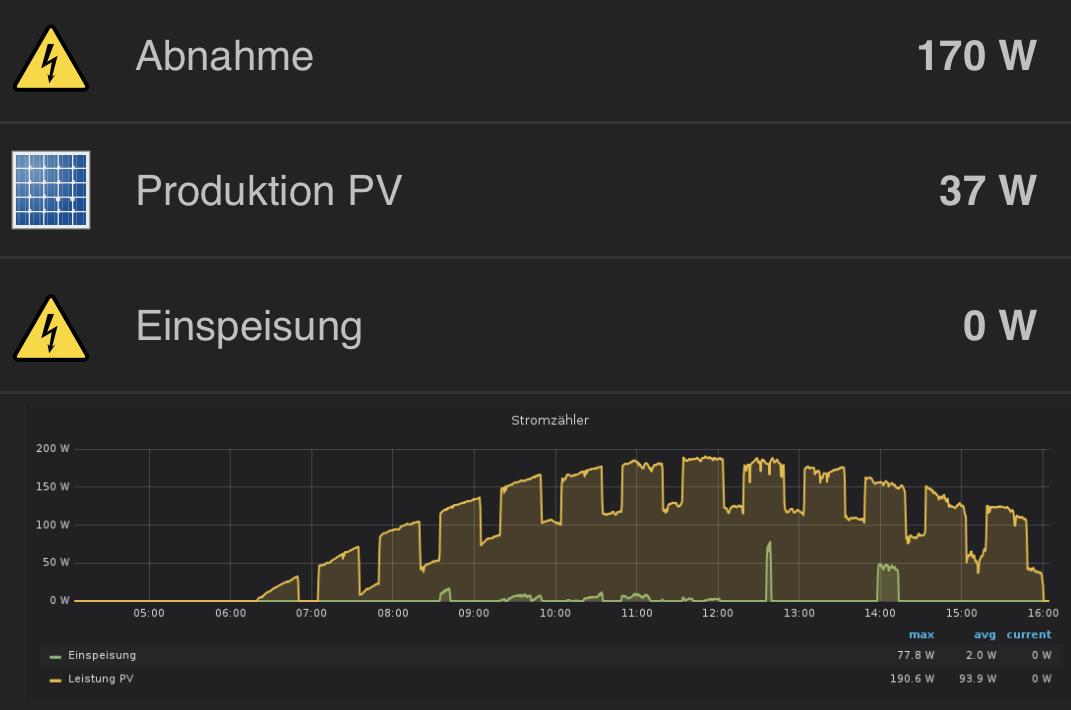 Abnahme 170 W
Produktion PV 37 W
Einspeisung 0 W
Stromzähler
200 W
150 W
100 W
50 W
0 W
05:00 06:00 07:00 08:00 09:00 10:00 11:00 12:00 13:00 14:00 15:00 16:00
max avg current
Einspeisung 77.8 W 2.0 W 0 W
Leistung PV 190.6 W 93.9 W 0 W